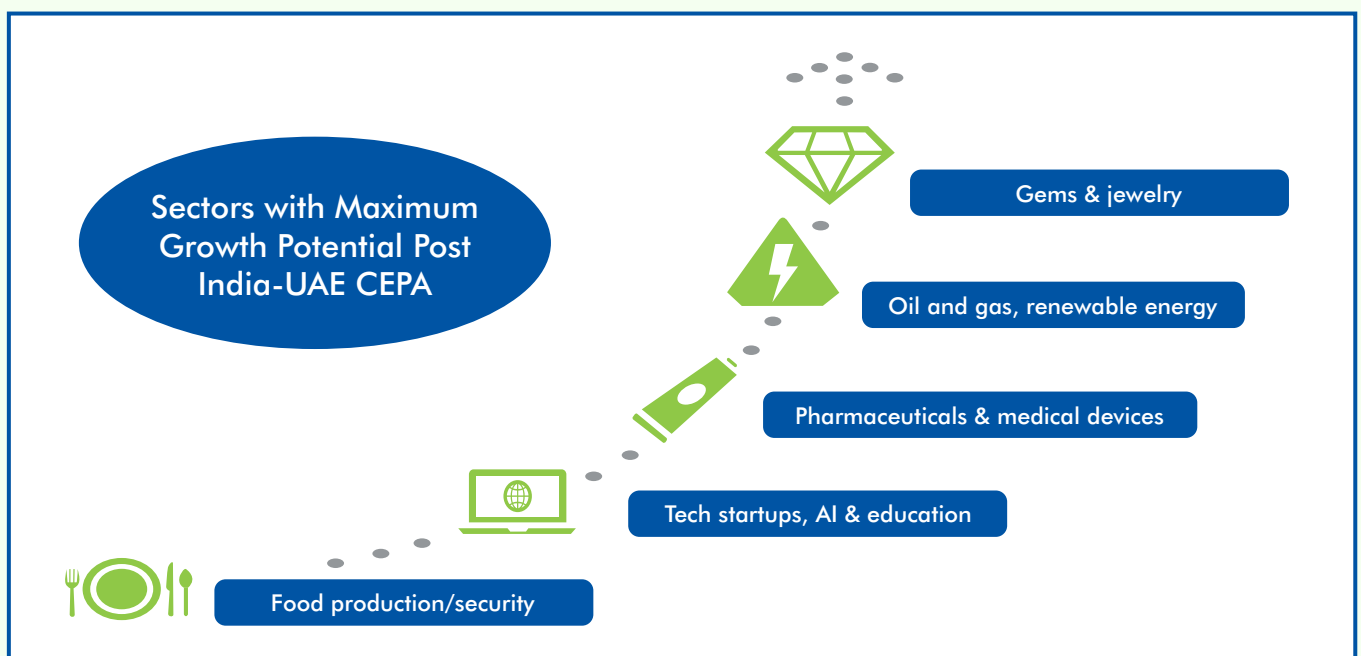 Sectors with Maximum
Growth Potential Post
India-UAE CEPA
Gems & jewelry
Oil and gas, renewable energy
Pharmaceuticals & medical devices
Tech startups, AI & education
Food production/security